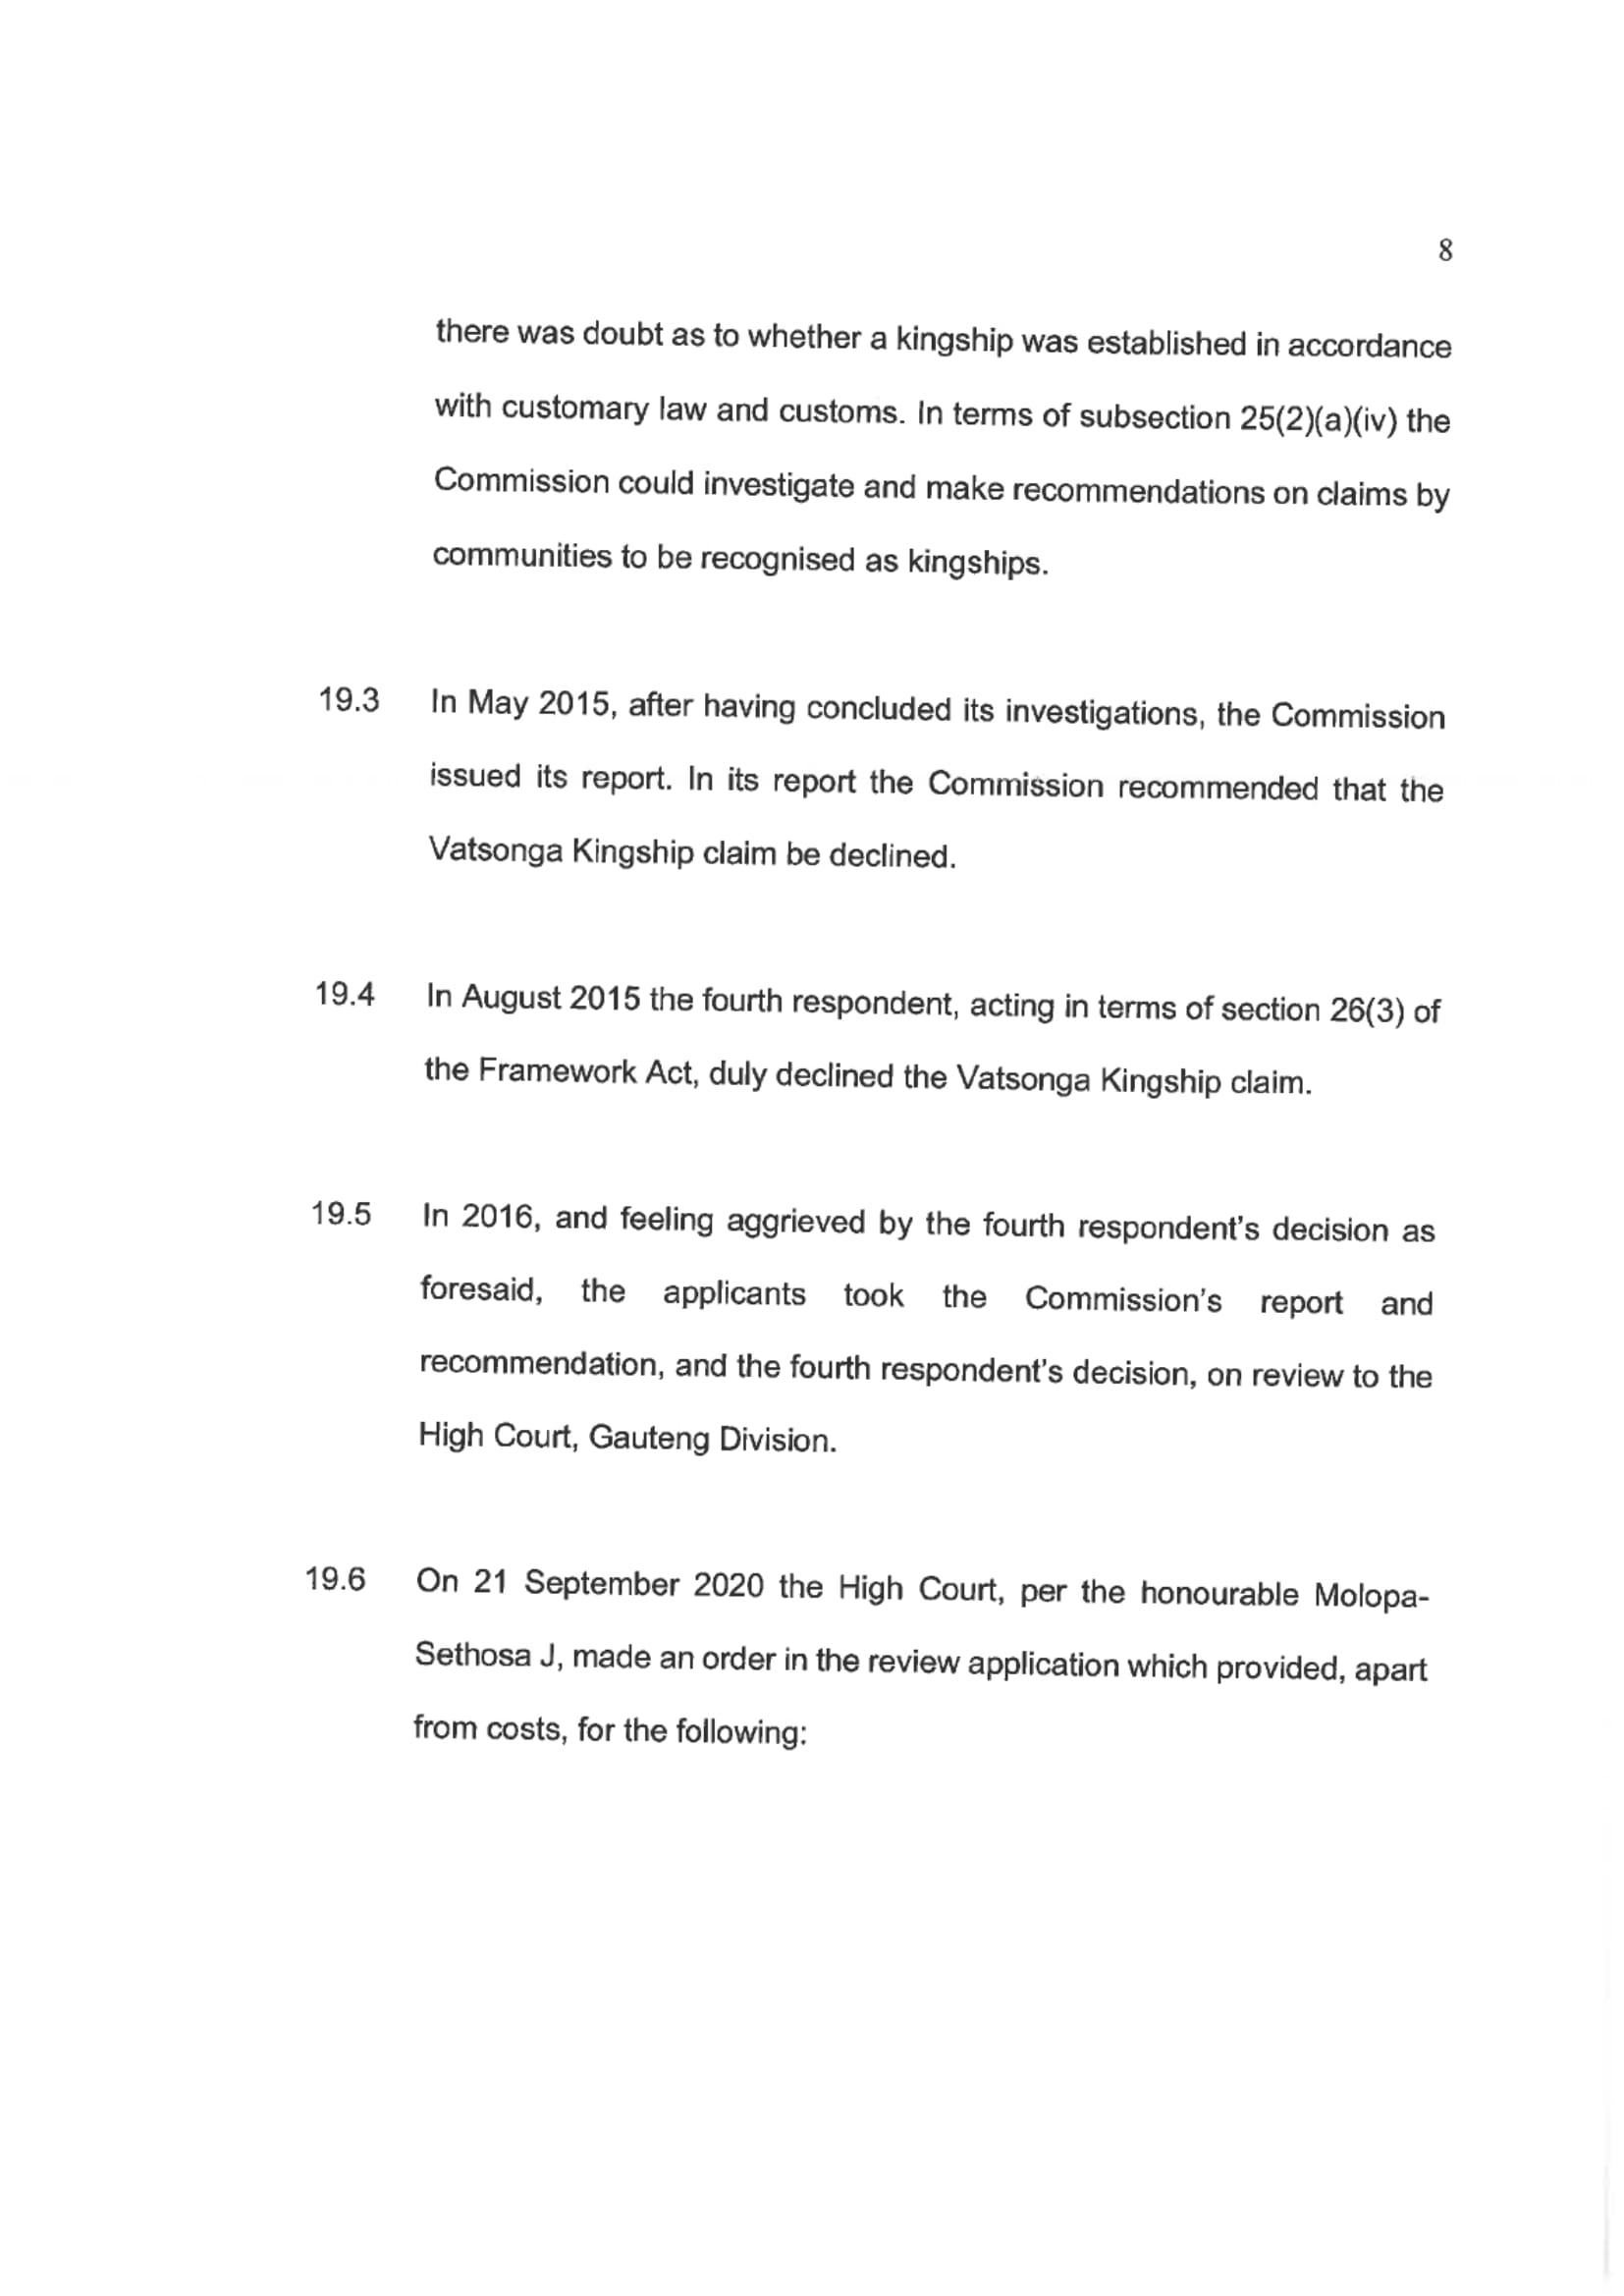 8
there was doubt as to whether a kingship was established in accordance
with customary law and customs. In terms of subsection 25(2)(a)(iv) the
Commission could investigate and make recommendations on claims by
communities to be recognised as kingships.
19.3 In May 2015, after having concluded its investigations, the Commission
issued its report. In its report the Commission recommended that the
Vatsonga Kingship claim be declined.
19.4 In August 2015 the fourth respondent, acting in terms of section 26(3) of
the Framework Act, duly declined the Vatsonga Kingship claim.
19.5 In 2016, and feeling aggrieved by the fourth respondent's decision as
foresaid, the applicants took the Commission's report and
recommendation, and the fourth respondent's decision, on review to the
High Court, Gauteng Division.
19.6 On 21 September 2020 the High Court, per the honourable Molopa-
Sethosa J, made an order in the review application which provided, apart
from costs, for the following: